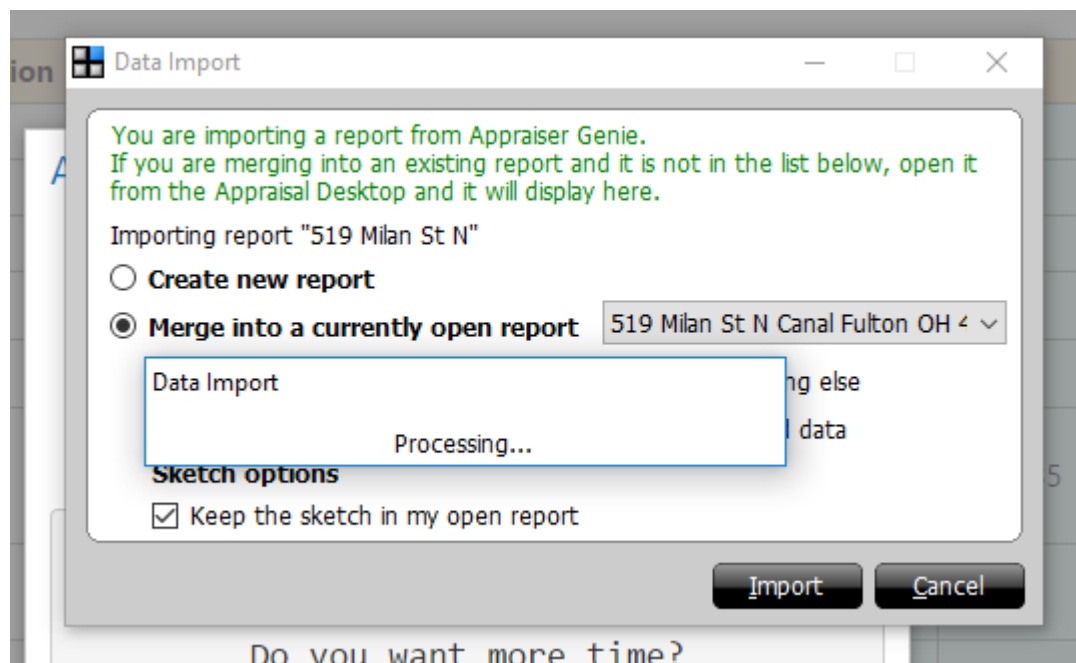 ion
Data Import
You are importing a report from Appraiser Genie.
If you are merging into an existing report and it is not in the list below, open it
from the Appraisal Desktop and it will display here.
Importing report "519 Milan St N"
Create new report
Merge into a currently open report 519 Milan St N Canal Fulton OH 4
Data Import
ng else
Processing...
data
Sketch options
5
Keep the sketch in my open report
Import Cancel
Do you want more time?